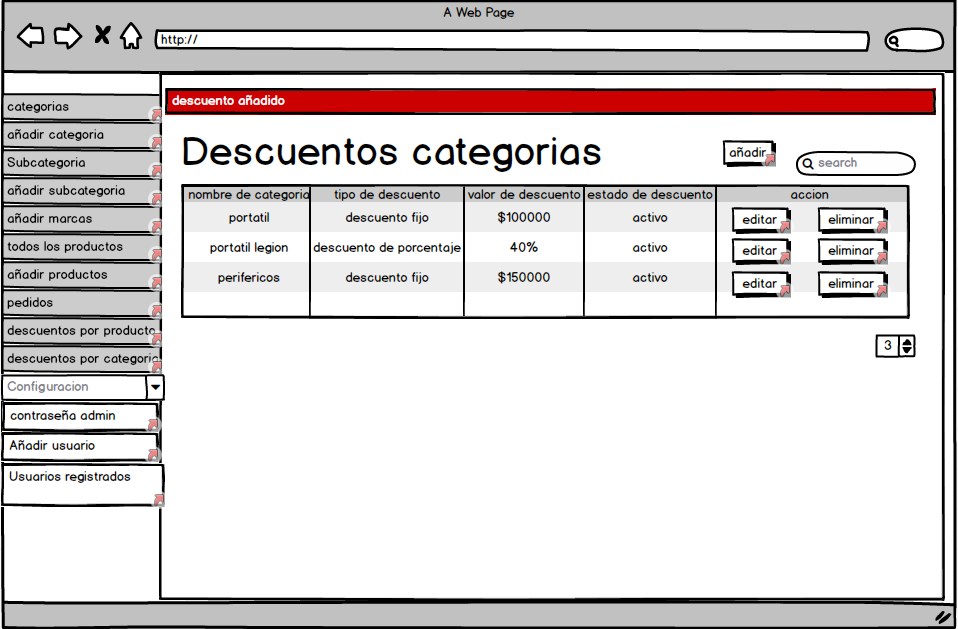 A Web Page
http://
categorias
añadir categoria
Subcategoria
añadir subcategoria
añadir marcas
todos los productos
añadir productos
pedidos
descuentos por producto
descuentos por categoria
Configuracion
contraseña admin
Añadir usuario
Usuarios registrados
descuento añadido
Descuentos categorias
añadir
search
nombre de categoria tipo de descuento valor de descuento estado de descuento accion
portatil descuento fijo $100000 activo editar eliminar
portatil legion descuento de porcentaje 40% activo editar eliminar
perifericos descuento fijo $150000 activo editar eliminar
3